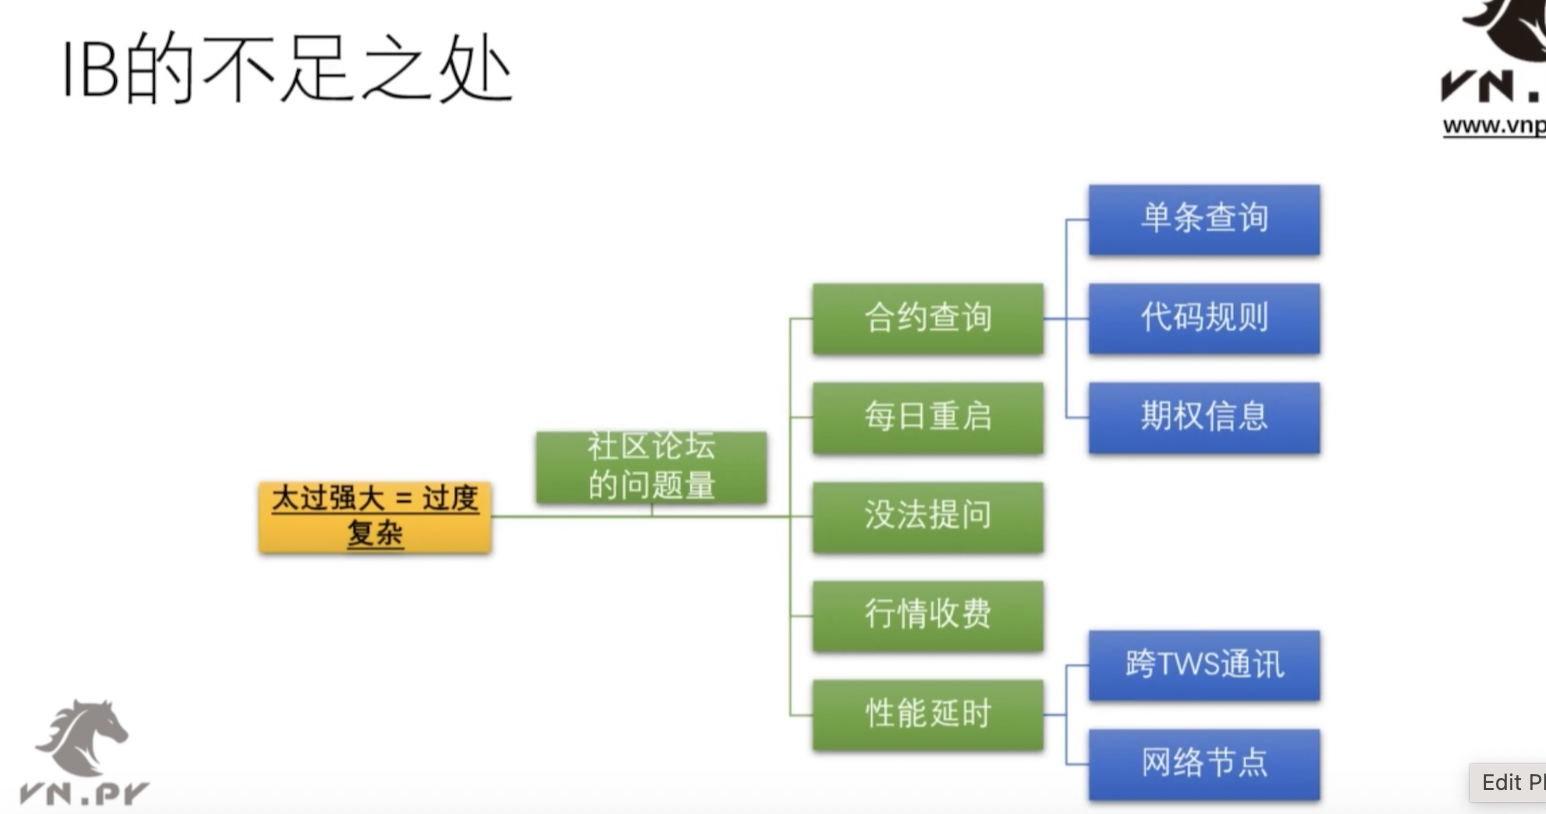 IB的不足之处
VN.
www.vnp
单条查询
合约查询
代码规则
每日重启
期权信息
社区论坛
的问题量
太过强大 = 过度
复杂
没法提问
行情收费
跨TWS通讯
性能延时
网络节点
VN.PY
Edit Pl